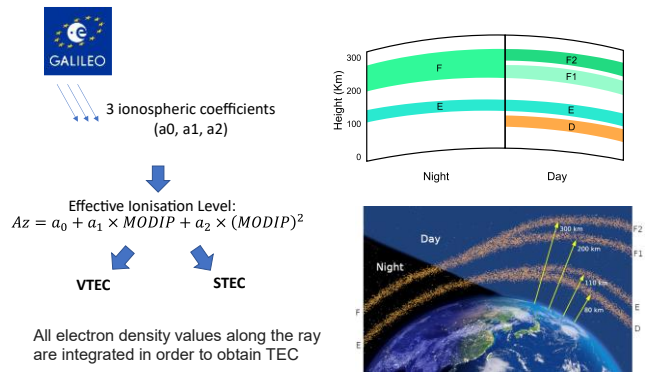 GALILEO
3 ionospheric coefficients
(a0, a1, a2)
Effective Ionisation Level:
Az = a₀ + a₁ × MODIP + a₂ × (MODIP)²
VTEC
STEC
All electron density values along the ray
are integrated in order to obtain TEC
Height (Km)
300
200
100
0
F
E
F2
F1
E
D
Night
Day
Day
Night
300 km
200 km
110 km
80 km
F2
F1
E
D
F
E